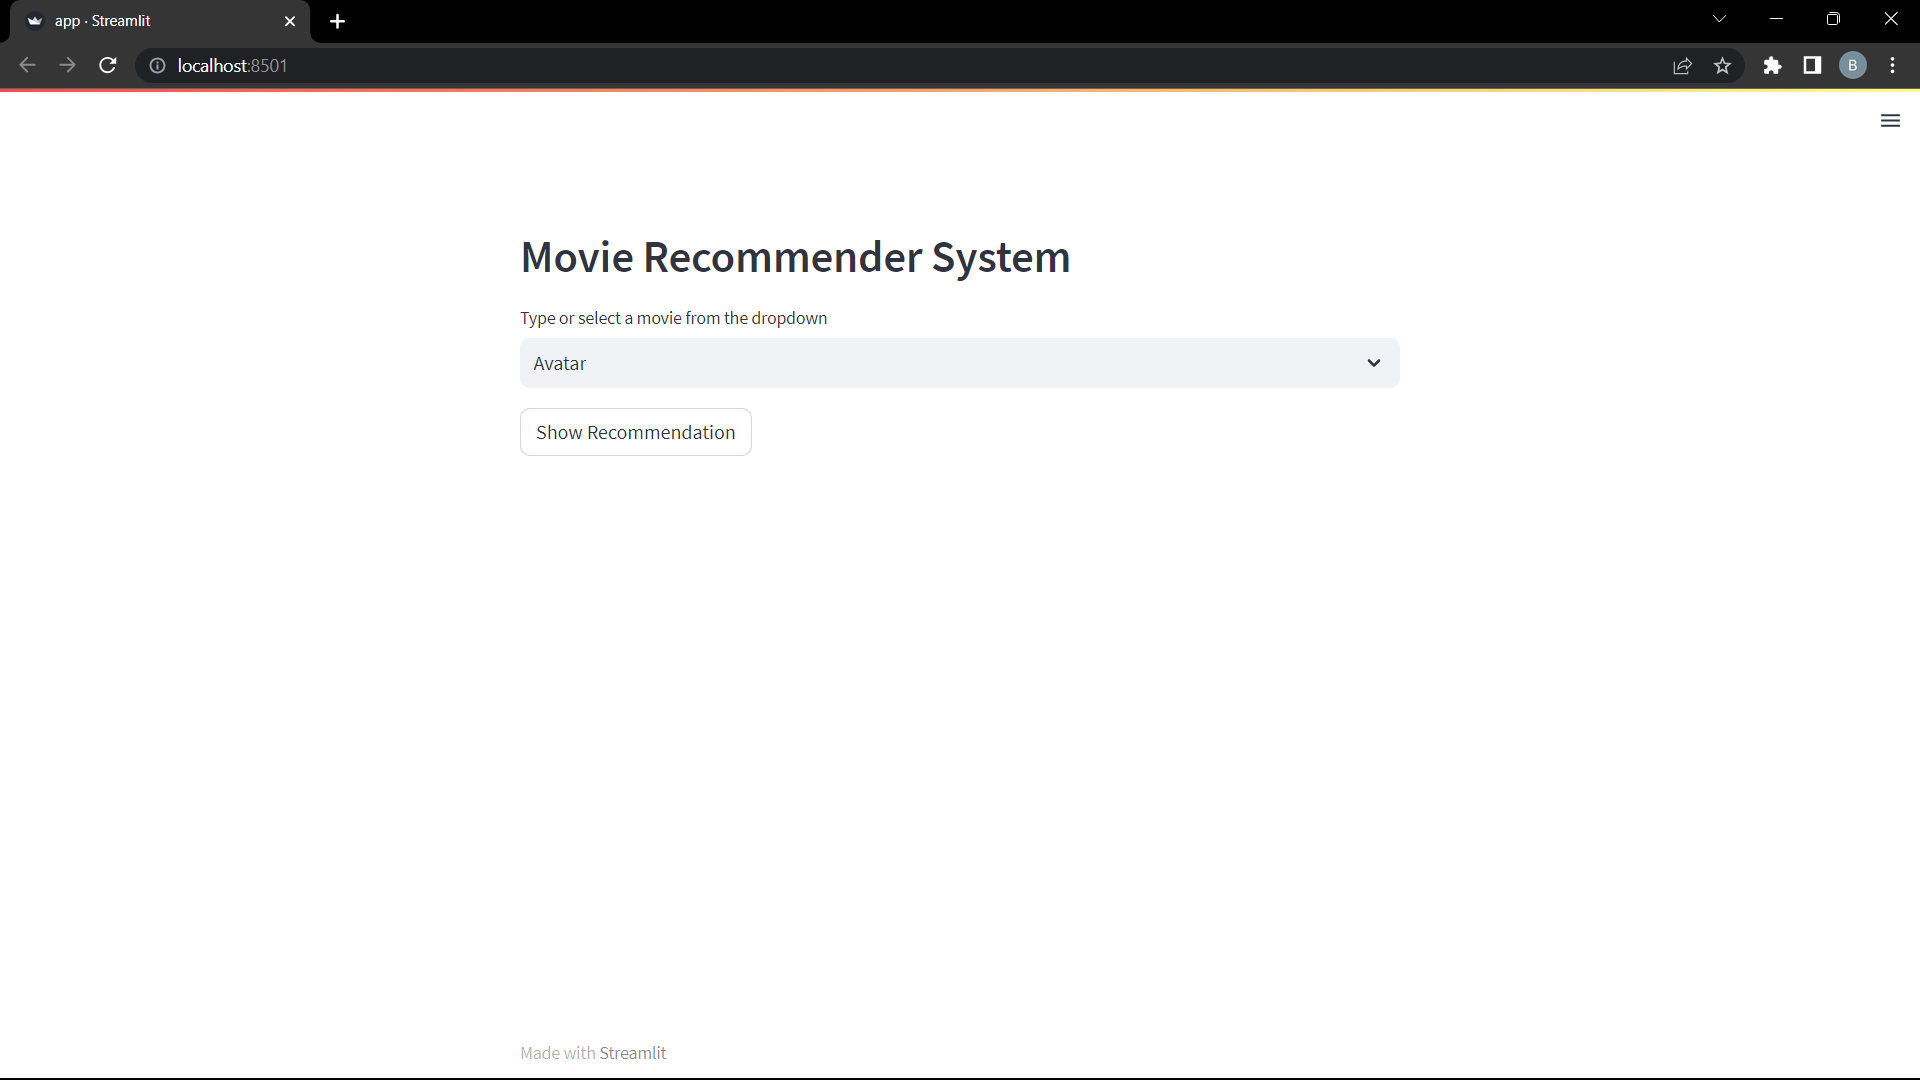 app · Streamlit
localhost:8501
B
Movie Recommender System
Type or select a movie from the dropdown
Avatar
Show Recommendation
Made with Streamlit